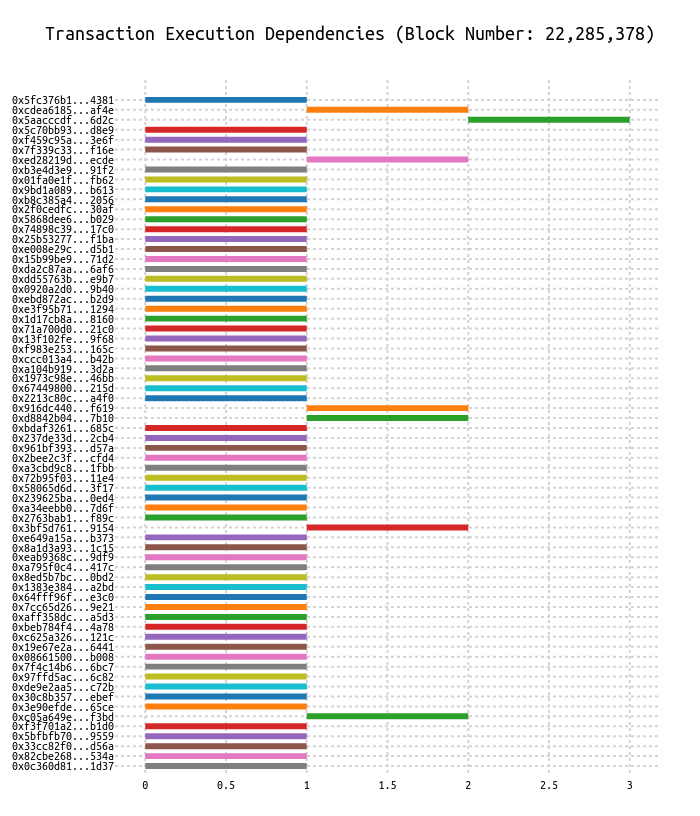 Transaction Execution Dependencies (Block Number: 22,285,378)
0x5fc376b1...4381
0xcdea6185...af4e
0x5aacccdf...6d2c
0x5c70bb93...d8e9
0xf459c95a...3e6f
0x7f339c33...f16e
0xed28219d...ecde
0xb3e4d3e9...91f2
0x01fa0e1f...fb62
0x9bd1a089...b613
0xb8c385a4...2056
0x2f0cedfc...30af
0x5868dee6...b029
0x74898c39...17c0
0x25b53277...f1ba
0xe008e29c...d5b1
0x15b99be9...71d2
0xda2c87aa...6af6
0xdd55763b...e9b7
0x0920a2d0...9b40
0xebd872ac...b2d9
0xe3f95b71...1294
0x1d17cb8a...8160
0x71a700d0...21c0
0x13f102fe...9f68
0xf983e253...165c
0xccc013a4...b42b
0xa104b919...3d2a
0x1973c98e...46bb
0x67449800...215d
0x2213c80c...a4f0
0x916dc440...f619
0xd8842b04...7b10
0xbdaf3261...685c
0x237de33d...2cb4
0x961bf393...d57a
0x2bee2c3f...cfd4
0xa3cbd9c8...1fbb
0x72b95f03...11e4
0x58065d6d...3f17
0x239625ba...0ed4
0xa34eebb0...7d6f
0x2763bab1...f89c
0x3bf5d761...9154
0xe649a15a...b373
0x8a1d3a93...1c15
0xeab9368c...9df9
0xa795f0c4...417c
0x8ed5b7bc...0bd2
0x1383e384...a2bd
0x64fff96f...e3c0
0x7cc65d26...9e21
0xaff358dc...a5d3
0xbeb784f4...4a78
0xc625a326...121c
0x19e67e2a...6441
0x08661500...b008
0x7f4c14b6...6bc7
0x97ffd5ac...6c82
0xde9e2aa5...c72b
0x30c8b357...ebef
0x3e90efde...65ce
0xc05a649e...f3bd
0xf3f701a2...b1d0
0x5bfbfb70...9559
0x33cc82f0...d56a
0x82cbe268...534a
0x0c360d81...1d37
0 0.5 1 1.5 2 2.5 3